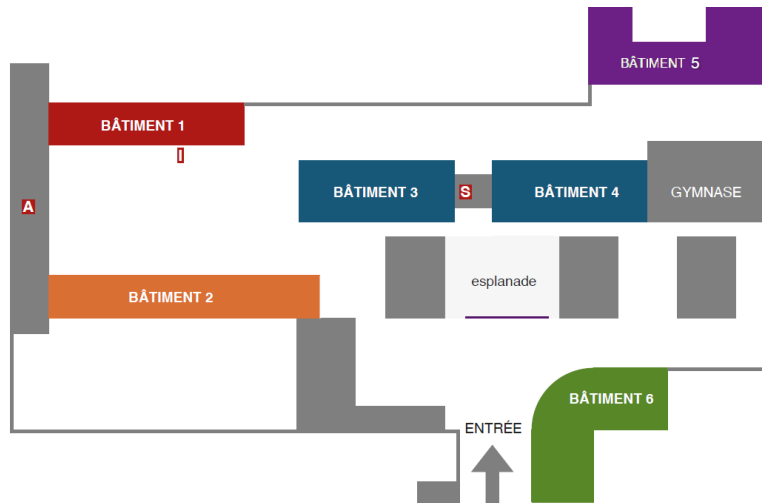 BÂTIMENT 5
BÂTIMENT 1
I
BÂTIMENT 3
S
BÂTIMENT 4
GYMNASE
A
esplanade
BÂTIMENT 2
BÂTIMENT 6
ENTRÉE